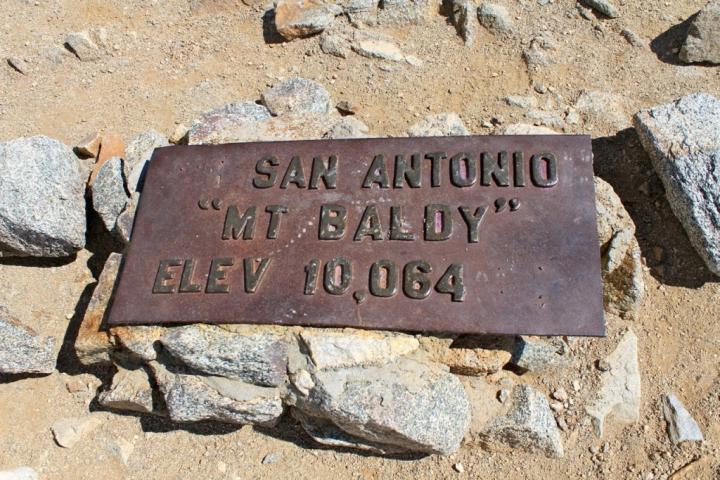 SAN ANTONIO
"MT BALDY"
ELEV 10,064